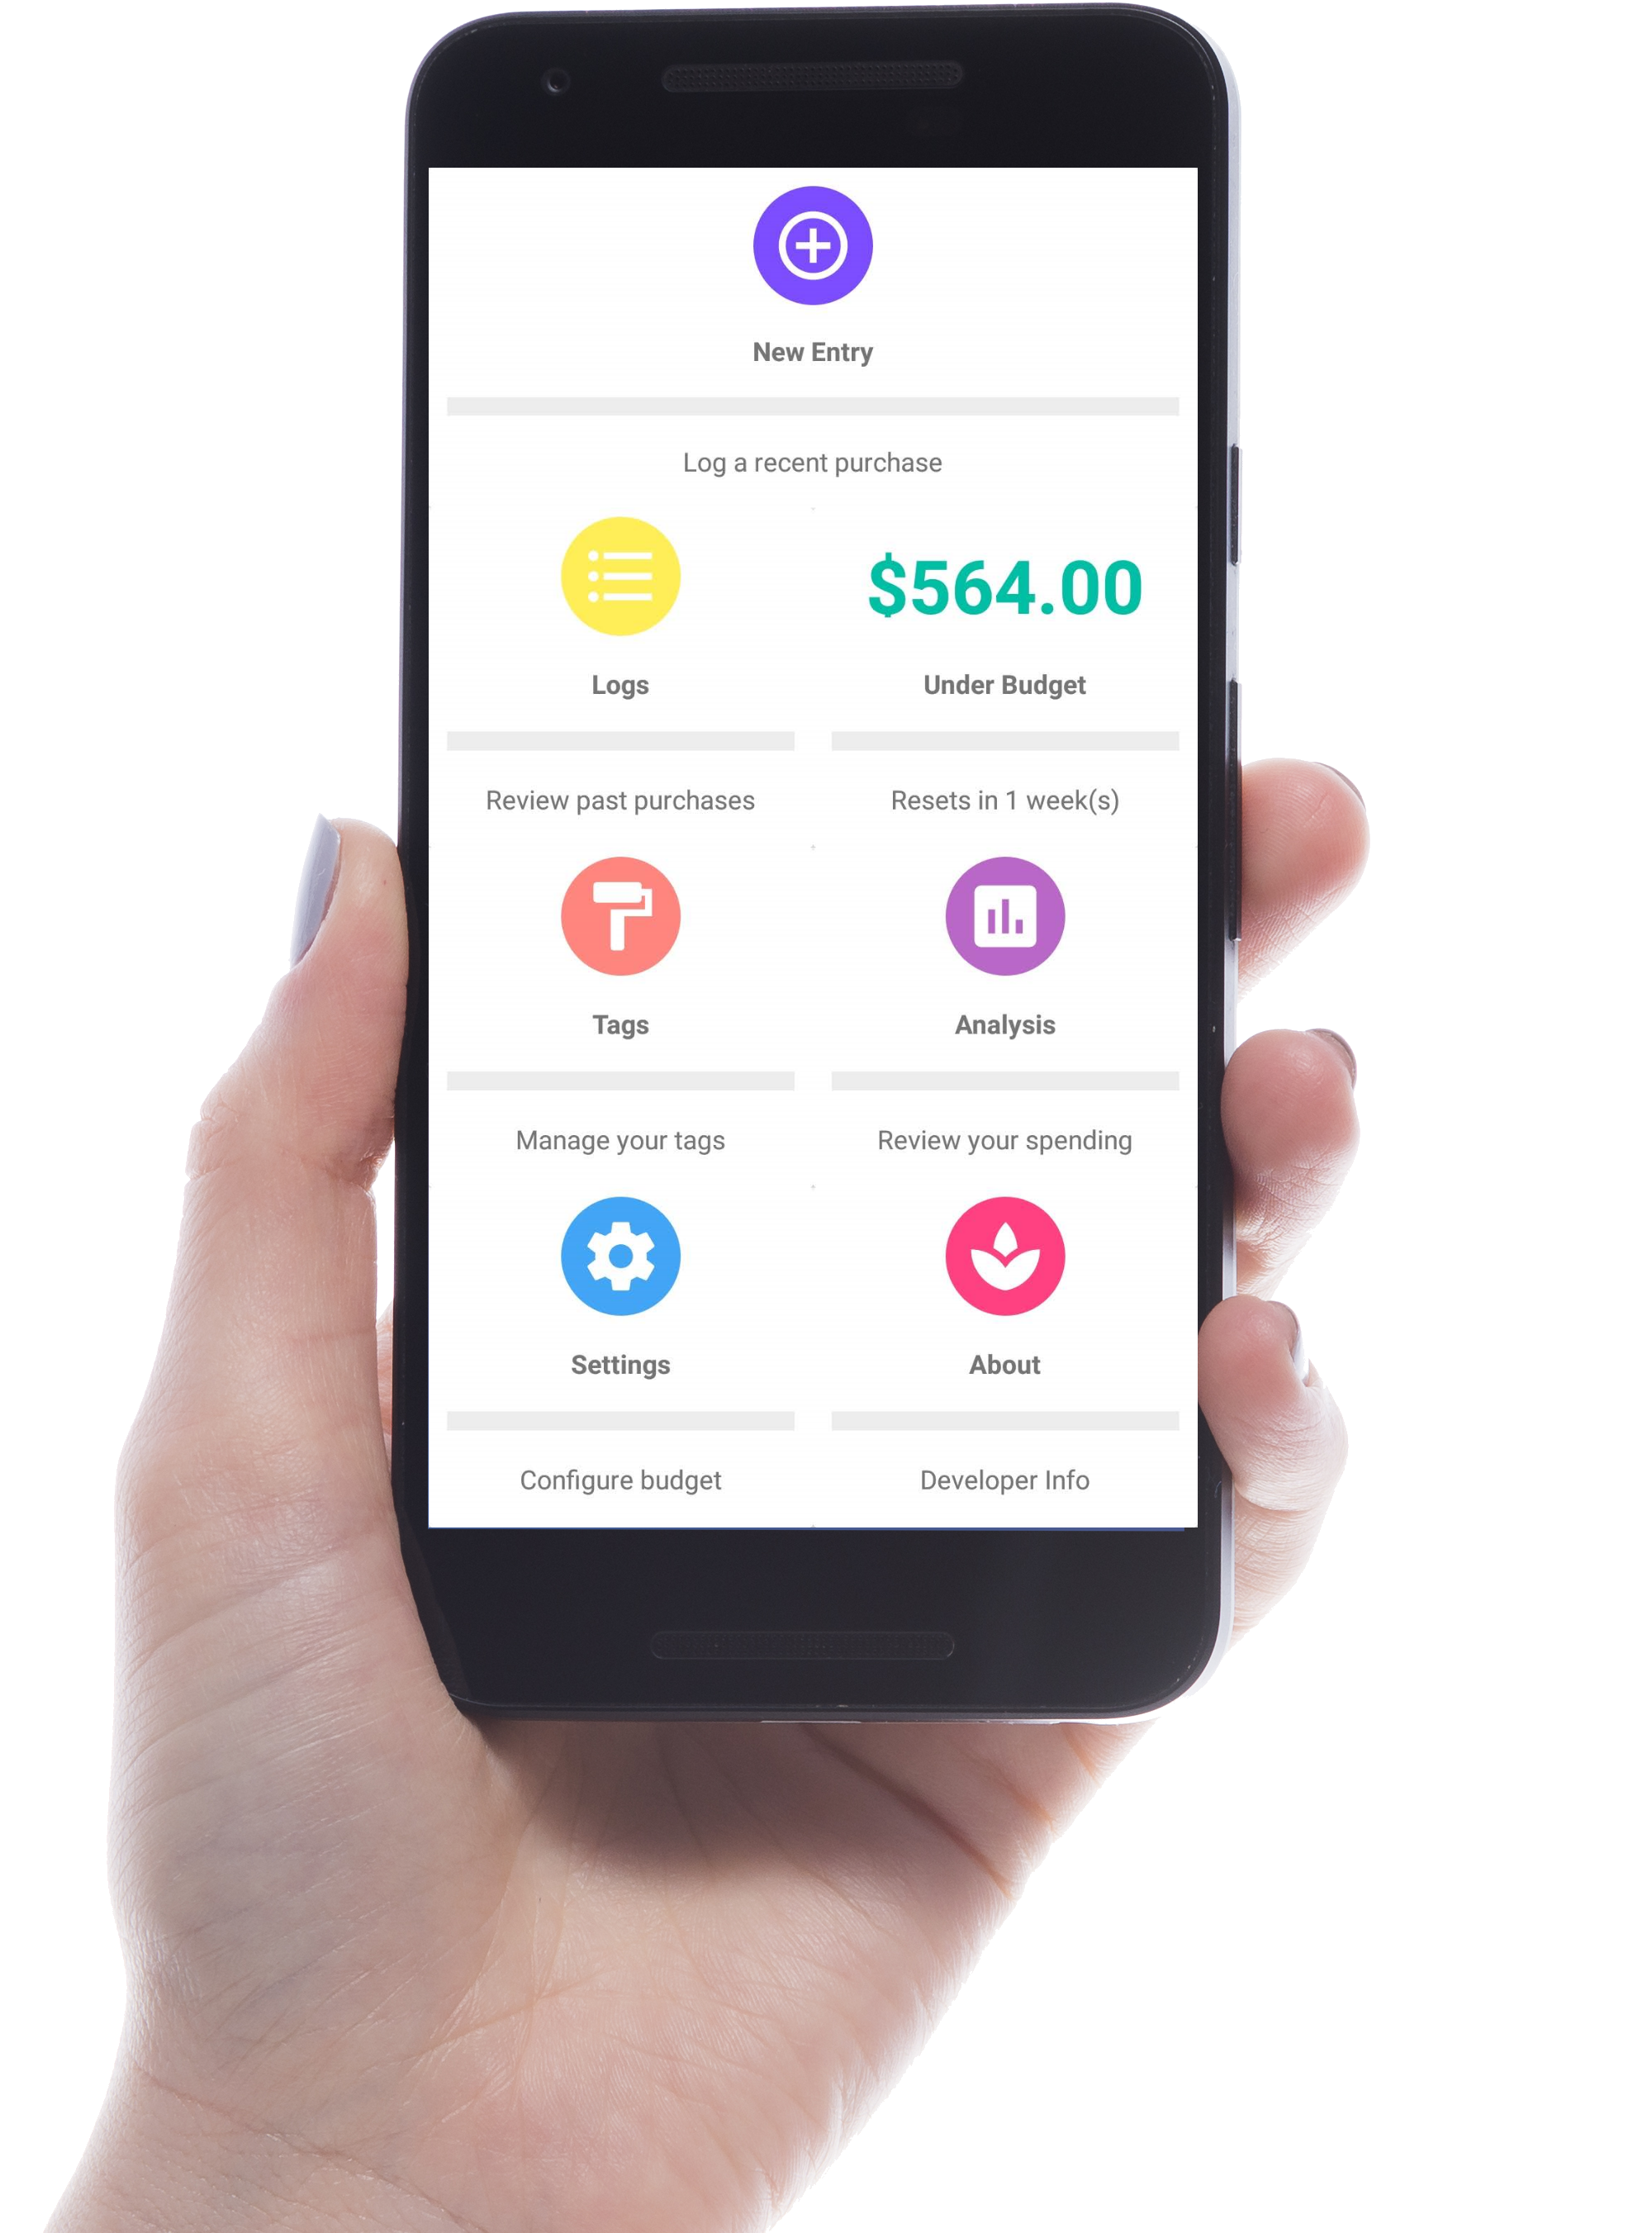 New Entry
Log a recent purchase
Logs
$564.00
Under Budget
Review past purchases
Resets in 1 week(s)
Tags
Analysis
Manage your tags
Review your spending
Settings
About
Configure budget
Developer Info